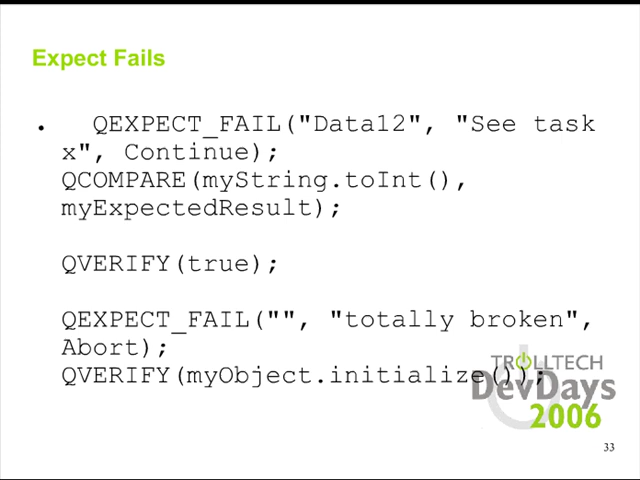 Expect Fails
• QEXPECT_FAIL("Data12", "See task
x", Continue);
QCOMPARE(myString.toInt(),
myExpectedResult);
QVERIFY(true);
QEXPECT_FAIL("", "totally broken",
Abort);
QVERIFY(myObject.initialize());
TROLLTECH
DevDays
2006
33